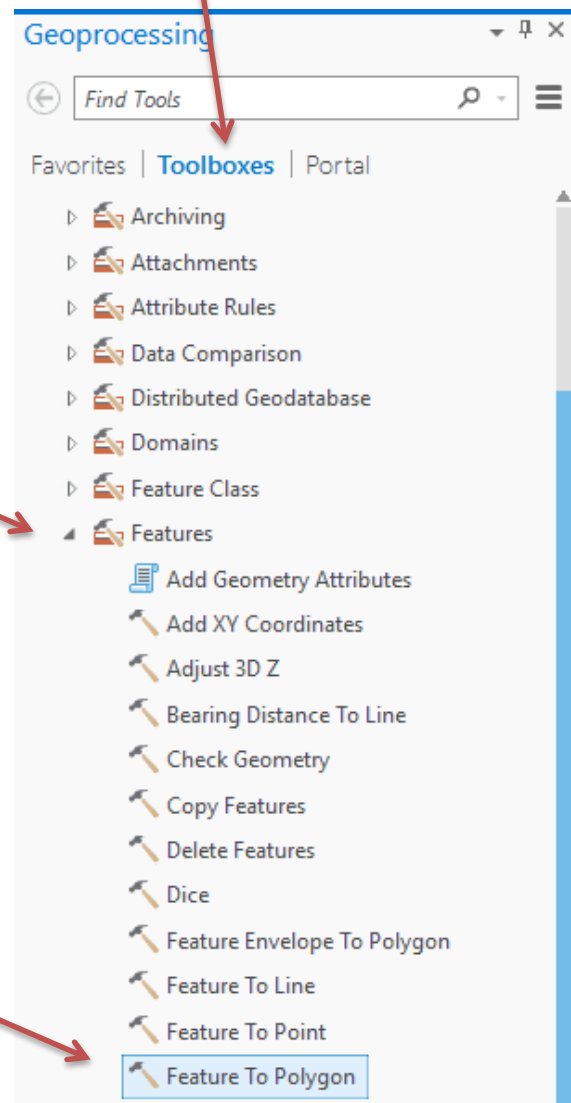 Geoprocessing
Find Tools
Favorites | Toolboxes | Portal
Archiving
Attachments
Attribute Rules
Data Comparison
Distributed Geodatabase
Domains
Feature Class
Features
Add Geometry Attributes
Add XY Coordinates
Adjust 3D Z
Bearing Distance To Line
Check Geometry
Copy Features
Delete Features
Dice
Feature Envelope To Polygon
Feature To Line
Feature To Point
Feature To Polygon